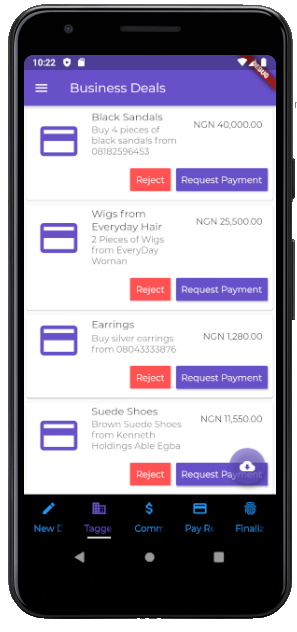 10:22
DEBUG
Business Deals
Black Sandals
NGN 40,000.00
Buy 4 pieces of
black sandals from
08182596453
Reject
Request Payment
Wigs from
Everyday Hair
NGN 25,500.00
2 Pieces of Wigs
from EveryDay
Woman
Reject
Request Payment
Earrings
NGN 1,280.00
Buy silver earrings
from 08043333876
Reject
Request Payment
Suede Shoes
NGN 11,550.00
Brown Suede Shoes
from Kenneth
Holdings Able Egba
Reject
Request Payment
New D
Tagge
Comm
Pay Re
Finaliz